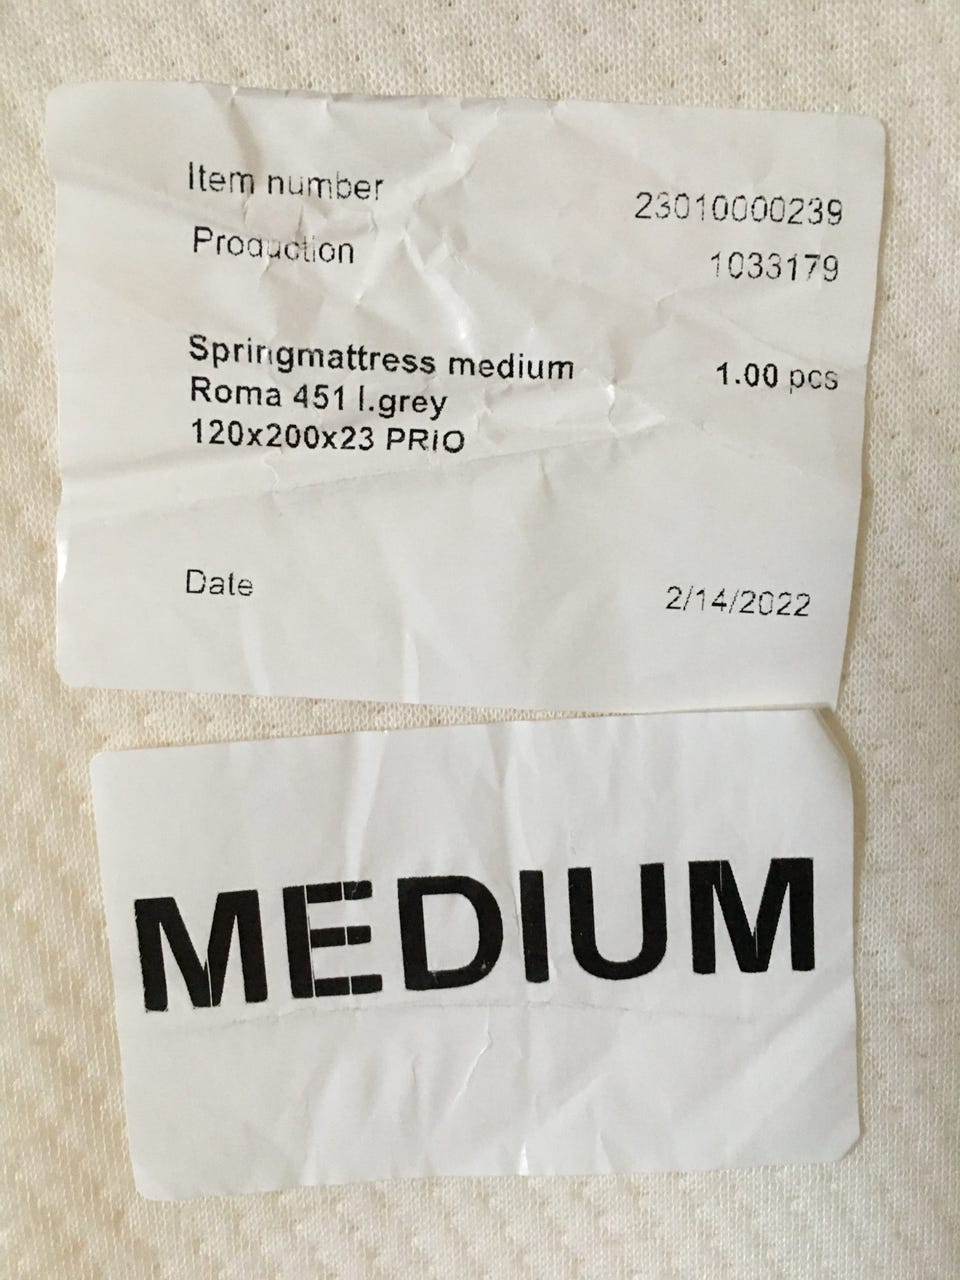 Item number 23010000239
Production 1033179
Springmattress medium 1.00 pcs
Roma 451 l.grey
120x200x23 PRiO
Date 2/14/2022
MEDIUM